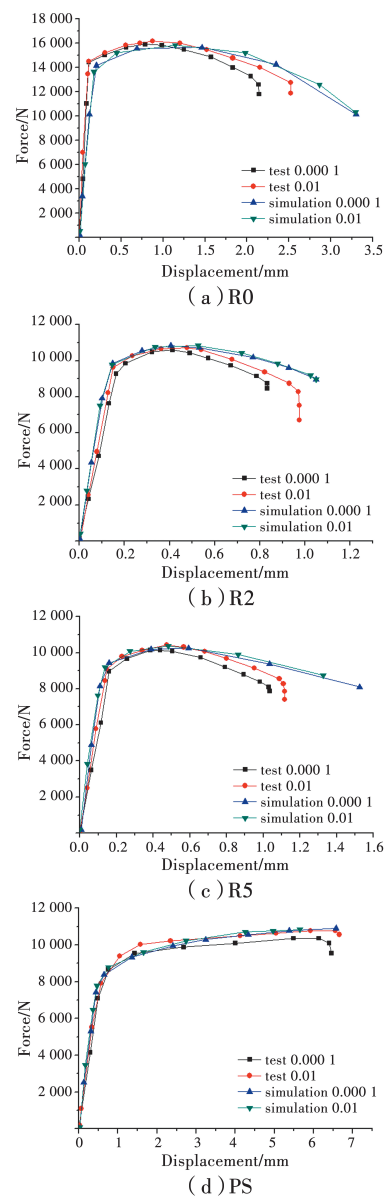 18 000
16 000
14 000
12 000
10 000
8 000
6 000
4 000
2 000
Force/N
test 0.000 1
test 0.01
simulation 0.000 1
simulation 0.01
0.0 0.5 1.0 1.5 2.0 2.5 3.0 3.5
Displacement/mm
(a) R0
12 000
10 000
8 000
6 000
4 000
2 000
Force/N
test 0.000 1
test 0.01
simulation 0.000 1
simulation 0.01
0.0 0.2 0.4 0.6 0.8 1.0 1.2
Displacement/mm
(b) R2
12 000
10 000
8 000
6 000
4 000
2 000
Force/N
test 0.000 1
test 0.01
simulation 0.000 1
simulation 0.01
0.0 0.2 0.4 0.6 0.8 1.0 1.2 1.4 1.6
Displacement/mm
(c) R5
12 000
10 000
8 000
6 000
4 000
2 000
Force/N
test 0.000 1
test 0.01
simulation 0.000 1
simulation 0.01
0 1 2 3 4 5 6 7
Displacement/mm
(d) PS